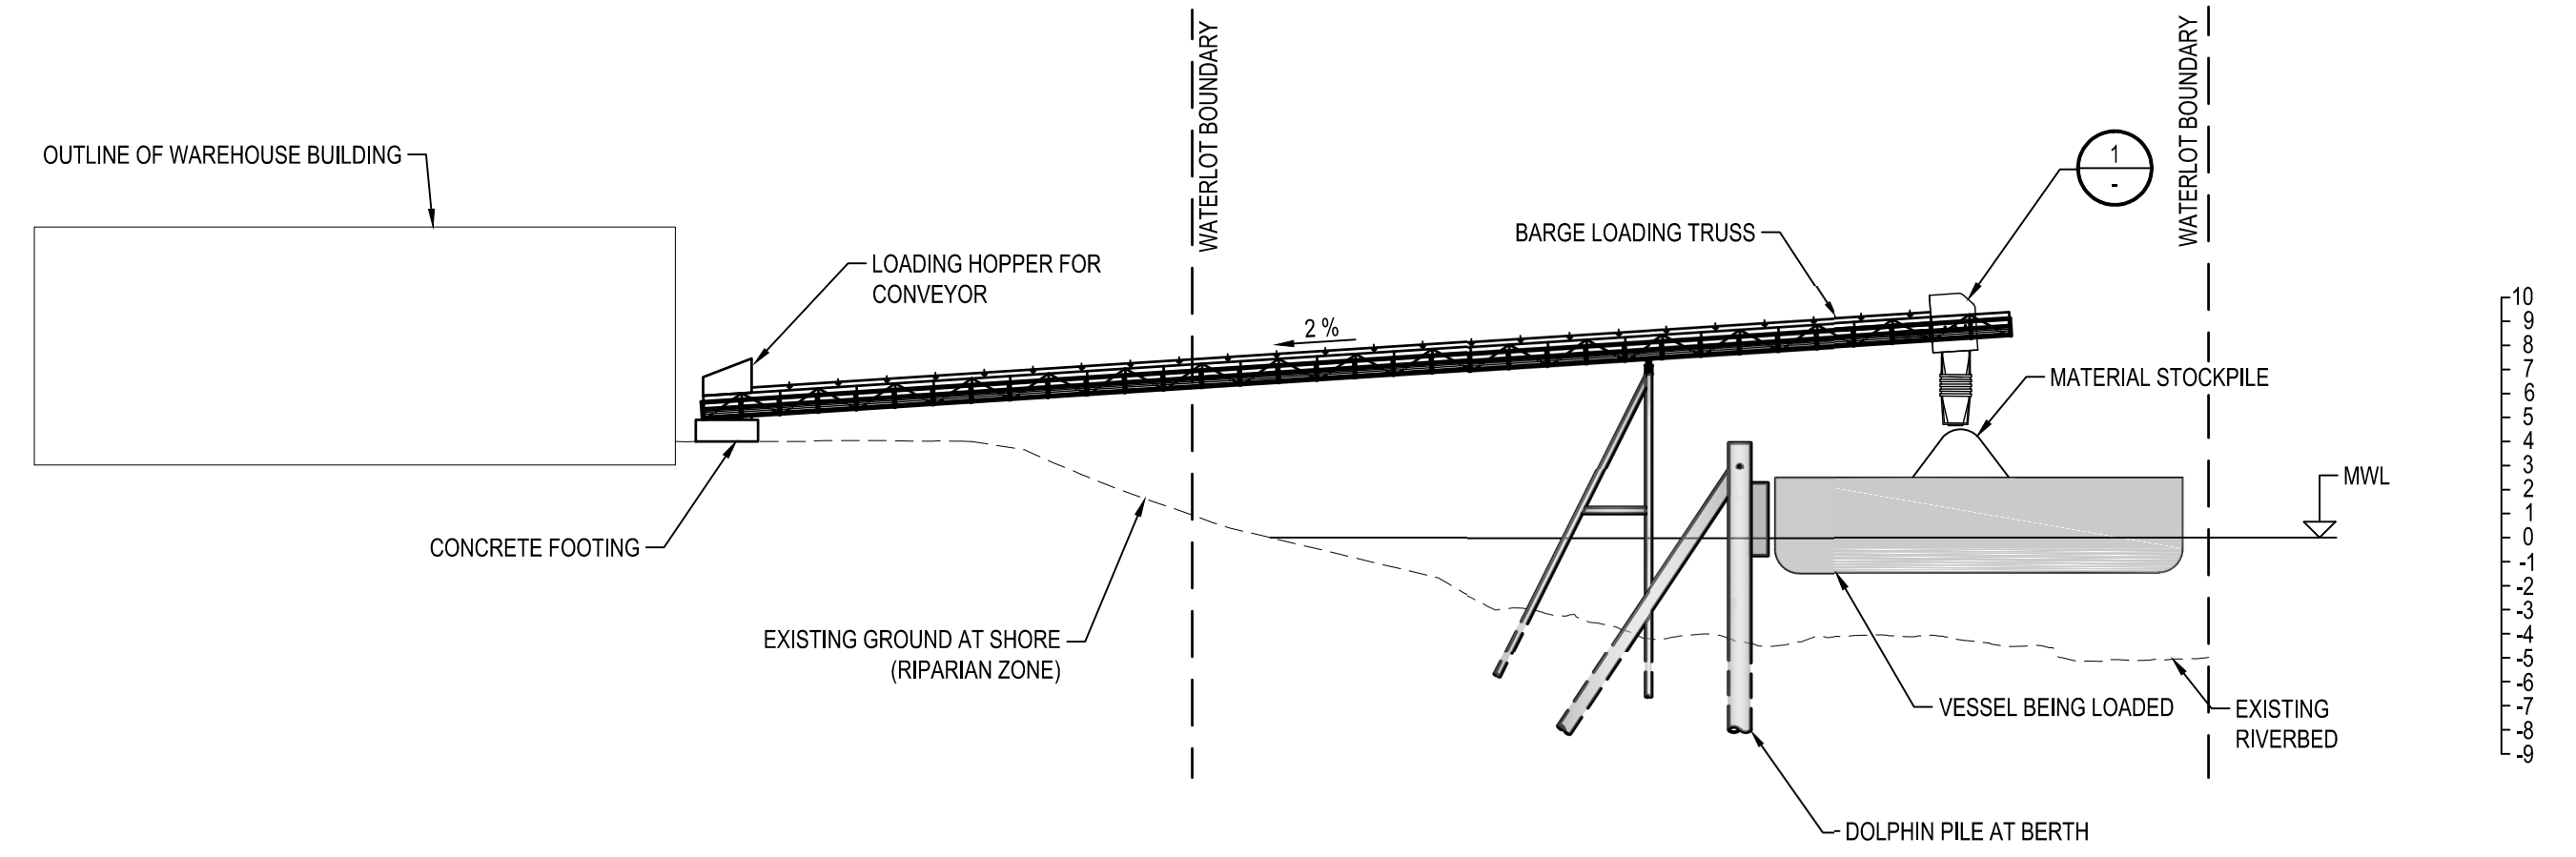 WATERLOT BOUNDARY
WATERLOT BOUNDARY
OUTLINE OF WAREHOUSE BUILDING
1
-
BARGE LOADING TRUSS
LOADING HOPPER FOR
CONVEYOR
2 %
MATERIAL STOCKPILE
MWL
CONCRETE FOOTING
EXISTING GROUND AT SHORE
(RIPARIAN ZONE)
VESSEL BEING LOADED
EXISTING
RIVERBED
DOLPHIN PILE AT BERTH
10
9
8
7
6
5
4
3
2
1
0
-1
-2
-3
-4
-5
-6
-7
-8
-9